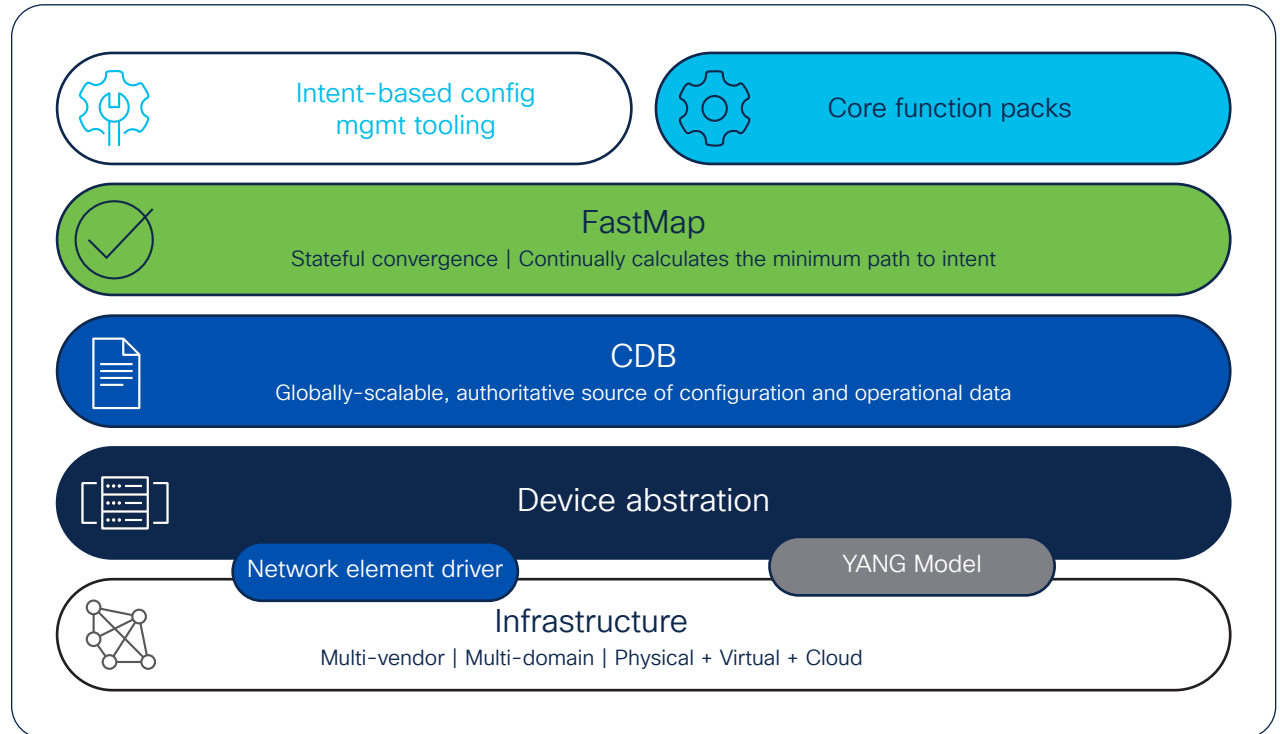 Intent-based config
mgmt tooling
Core function packs
FastMap
Stateful convergence | Continually calculates the minimum path to intent
CDB
Globally-scalable, authoritative source of configuration and operational data
Device abstration
Network element driver
YANG Model
Infrastructure
Multi-vendor | Multi-domain | Physical + Virtual + Cloud